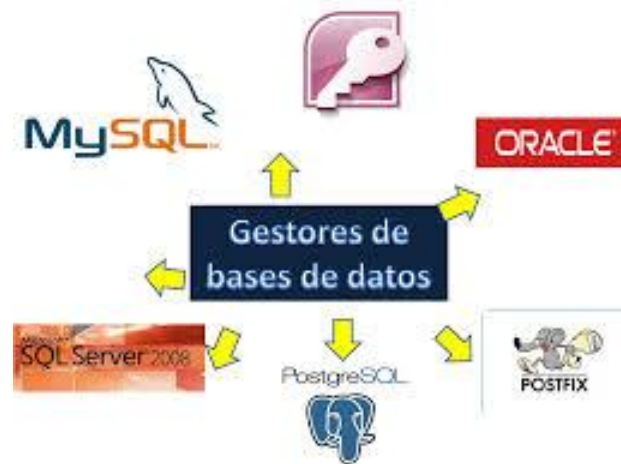 MySQL
ORACLE
Gestores de
bases de datos
SQL Server 2008
PostgreSQL
POSTFIX